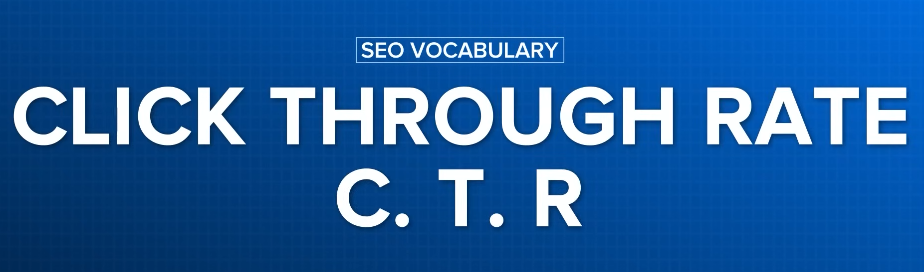 SEO VOCABULARY
CLICK THROUGH RATE
C. T. R